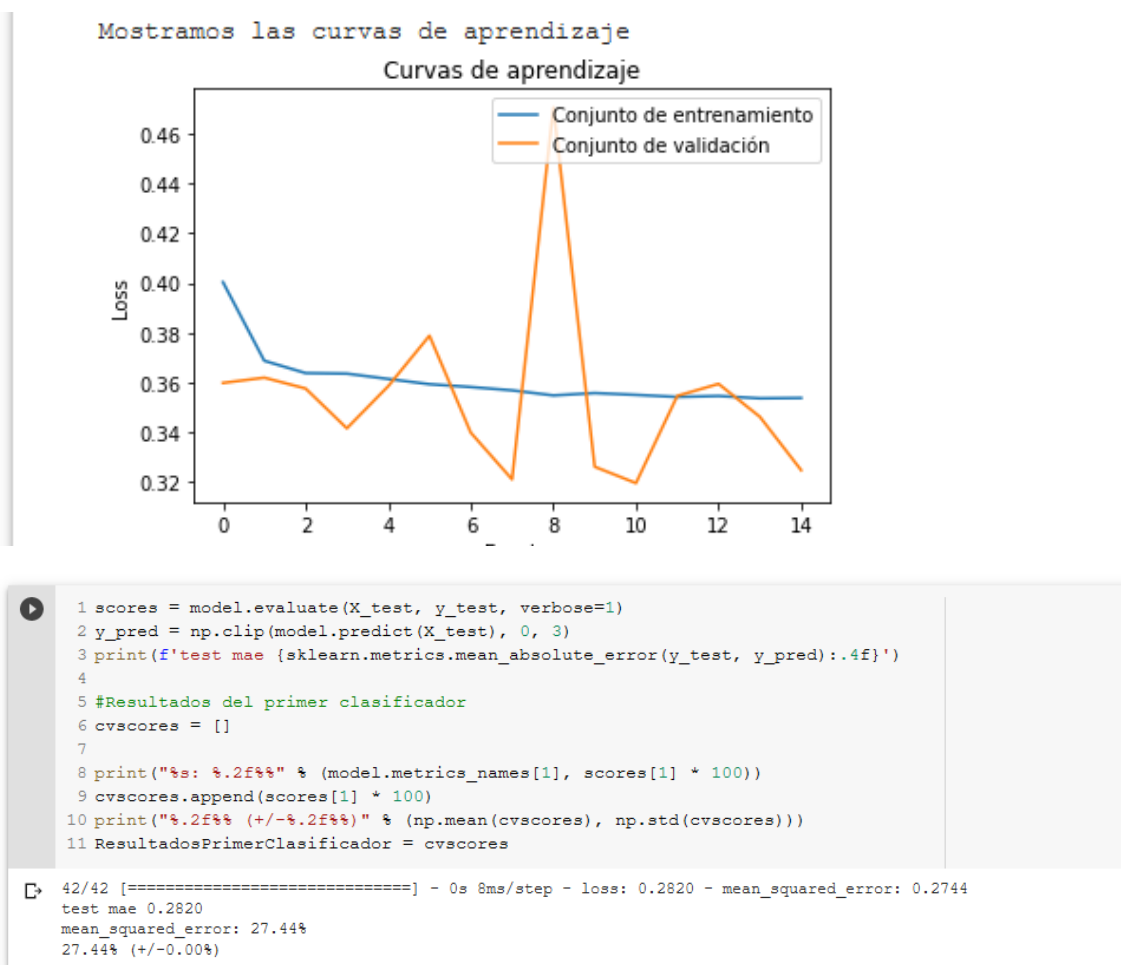 Mostramos las curvas de aprendizaje
Curvas de aprendizaje
Conjunto de entrenamiento
Conjunto de validación
0.46
0.44
0.42
0.40
0.38
0.36
0.34
0.32
Loss
0 2 4 6 8 10 12 14
1 scores = model.evaluate(X_test, y_test, verbose=1)
2 y_pred = np.clip(model.predict(X_test), 0, 3)
3 print(f'test mae {sklearn.metrics.mean_absolute_error(y_test, y_pred):.4f}')
4
5 #Resultados del primer clasificador
6 cvscores = []
7
8 print("%s: %.2f%%" % (model.metrics_names[1], scores[1] * 100))
9 cvscores.append(scores[1] * 100)
10 print("%.2f%% (+/-%.2f%%)" % (np.mean(cvscores), np.std(cvscores)))
11 ResultadosPrimerClasificador = cvscores
42/42 [==============================] - 0s 8ms/step - loss: 0.2820 - mean_squared_error: 0.2744
test mae 0.2820
mean_squared_error: 27.44%
27.44% (+/-0.00%)